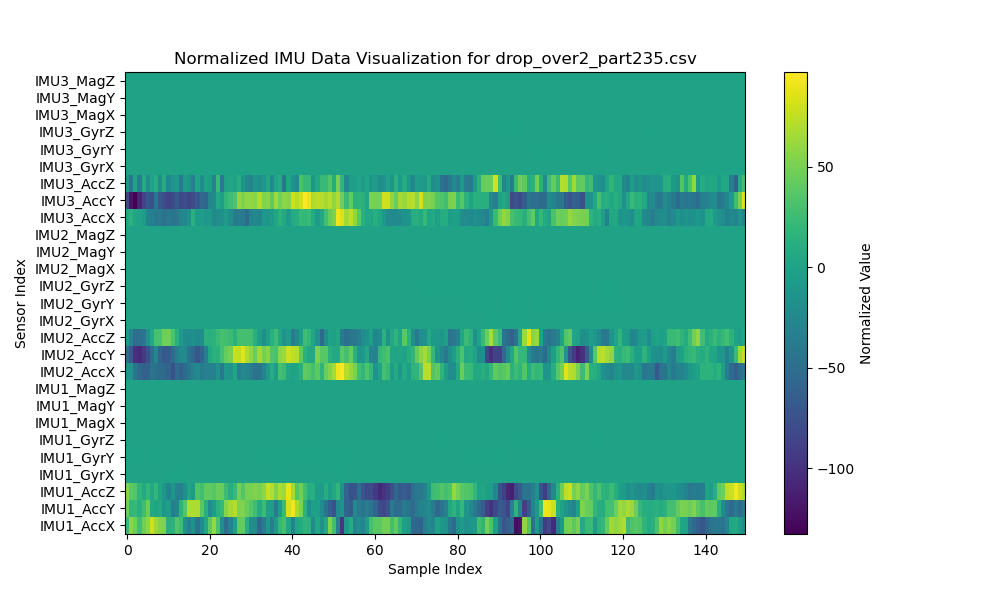 Normalized IMU Data Visualization for drop_over2_part235.csv
IMU3_MagZ
IMU3_MagY
IMU3_MagX
IMU3_GyrZ
IMU3_GyrY
IMU3_GyrX
IMU3_AccZ
IMU3_AccY
IMU3_AccX
IMU2_MagZ
IMU2_MagY
IMU2_MagX
IMU2_GyrZ
IMU2_GyrY
IMU2_GyrX
IMU2_AccZ
IMU2_AccY
IMU2_AccX
IMU1_MagZ
IMU1_MagY
IMU1_MagX
IMU1_GyrZ
IMU1_GyrY
IMU1_GyrX
IMU1_AccZ
IMU1_AccY
IMU1_AccX
Sensor Index
0 20 40 60 80 100 120 140
Sample Index
50
0
−50
−100
Normalized Value